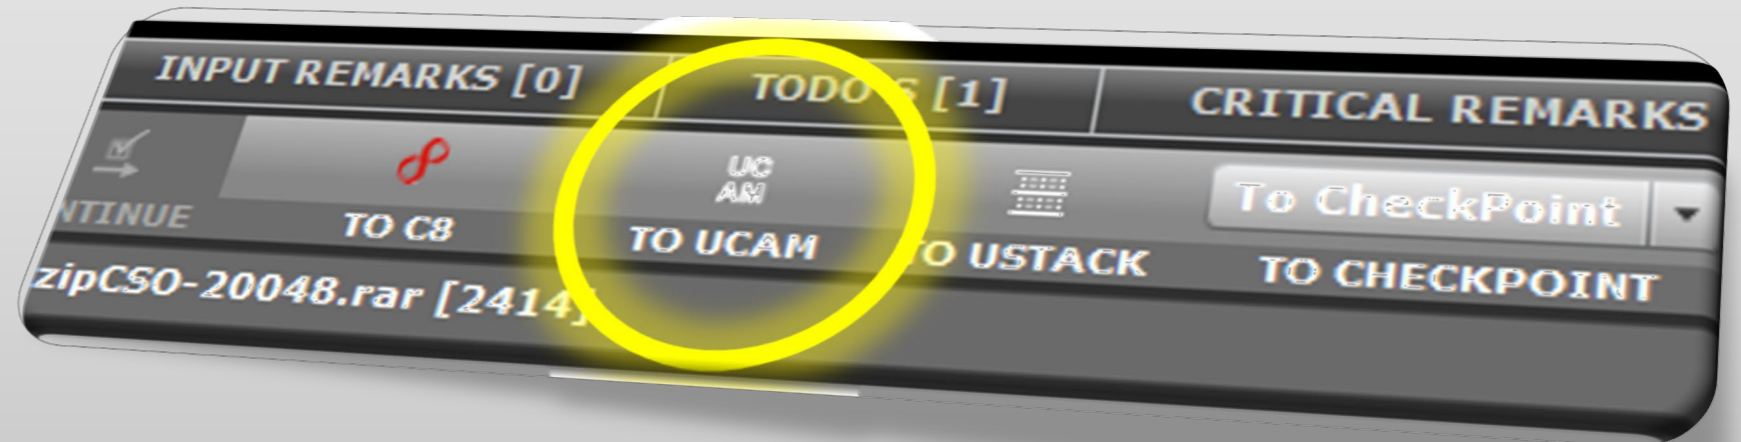 INPUT REMARKS [0]
TODO'S [1]
CRITICAL REMARKS
UC
AM
To CheckPoint
NTINUE
TO C8
TO UCAM
TO USTACK
TO CHECKPOINT
zipCSO-20048.rar [2414]